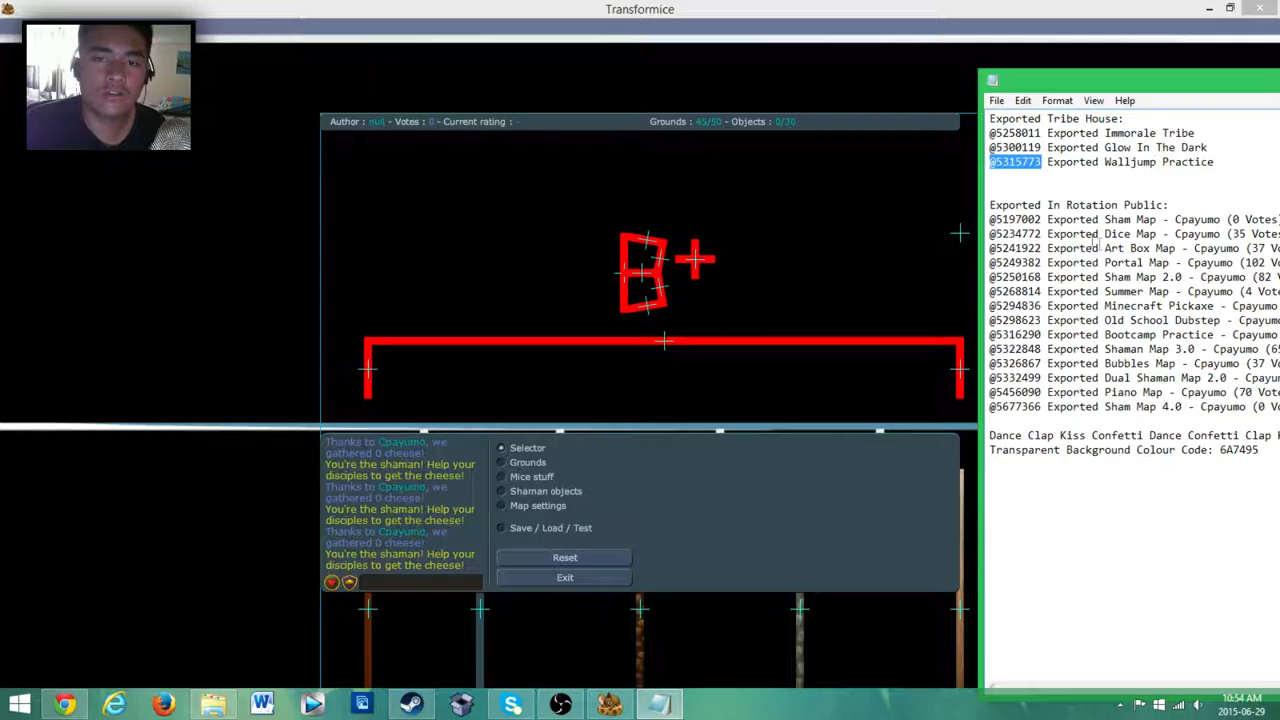 Transformice
Author : null - Votes : 0 - Current rating : -
Grounds : 45/50 - Objects : 0/30
B+
Thanks to Cpayumo, we
gathered 0 cheese!
You're the shaman! Help your
disciples to get the cheese!
Thanks to Cpayumo, we
gathered 0 cheese!
You're the shaman! Help your
disciples to get the cheese!
Thanks to Cpayumo, we
gathered 0 cheese!
You're the shaman! Help your
disciples to get the cheese!
Selector
Grounds
Mice stuff
Shaman objects
Map settings
Save / Load / Test
Reset
Exit
File Edit Format View Help
Exported Tribe House:
@5258011 Exported Immorale Tribe
@5300119 Exported Glow In The Dark
@5315773 Exported Walljump Practice
Exported In Rotation Public:
@5197002 Exported Sham Map - Cpayumo (0 Votes)
@5234772 Exported Dice Map - Cpayumo (35 Votes
@5241922 Exported Art Box Map - Cpayumo (37 Vo
@5249382 Exported Portal Map - Cpayumo (102
@5250168 Exported Sham Map 2.0 - Cpayumo (82
@5268814 Exported Summer Map - Cpayumo (4 Vot
@5294836 Exported Minecraft Pickaxe - Cpayumo
@5298623 Exported Old School Dubstep - Cpayum
@5316290 Exported Bootcamp Practice - Cpayumo
@5322848 Exported Shaman Map 3.0 - Cpayumo (65
@5326867 Exported Bubbles Map - Cpayumo (37 V
@5332499 Exported Dual Shaman Map 2.0 - Cpayu
@5456090 Exported Piano Map - Cpayumo (70 Vot
@5677366 Exported Sham Map 4.0 - Cpayumo (0 V
Dance Clap Kiss Confetti Dance Confetti Clap K
Transparent Background Colour Code: 6A7495
10:54 AM
2015-06-29